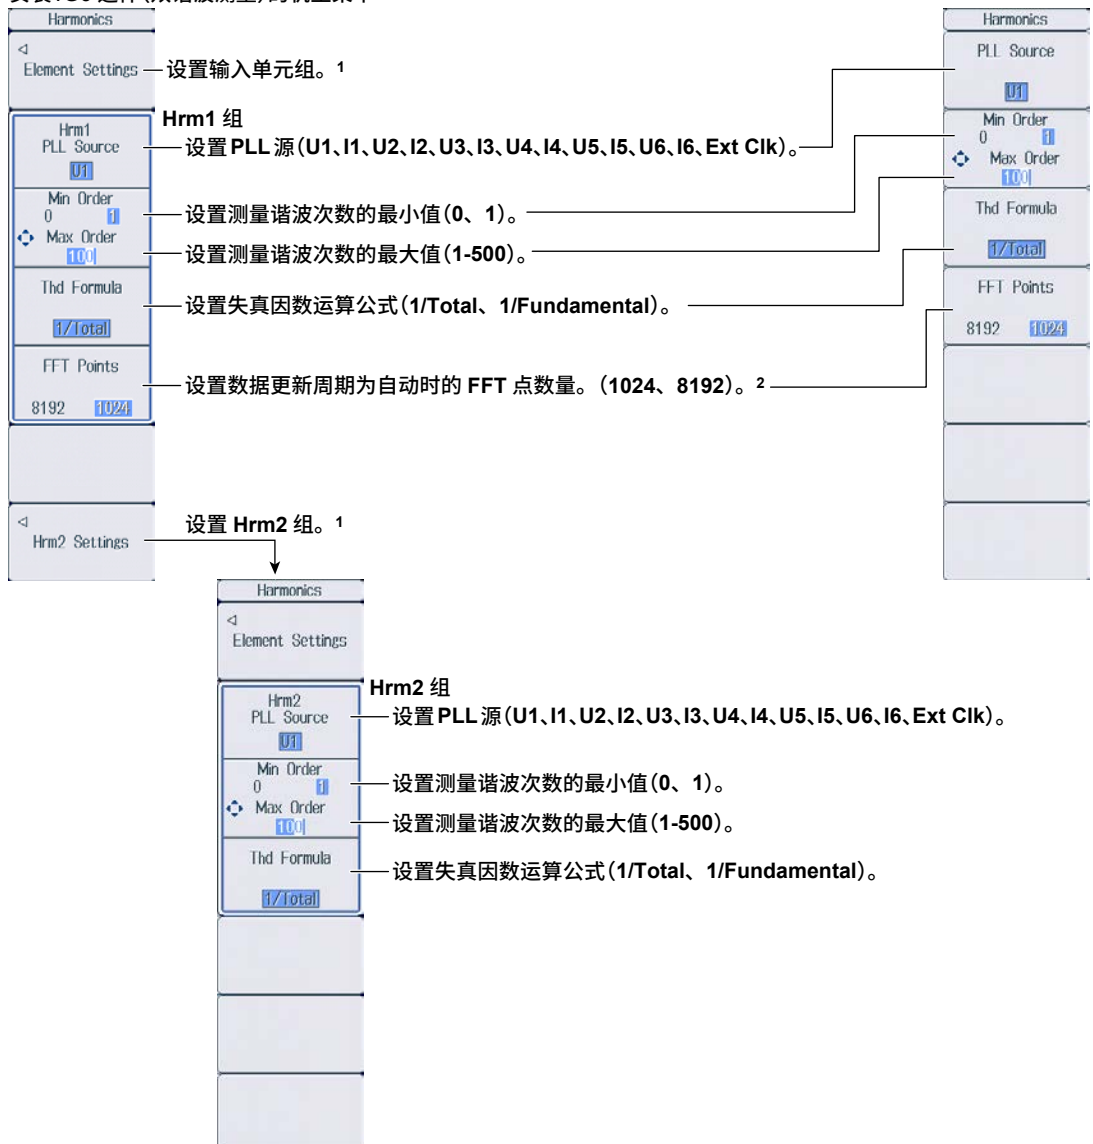 Harmonics
Element Settings
设置输入单元组。1
Hrm1 组
Hrm1
PLL Source
U1
设置 PLL 源(U1、I1、U2、I2、U3、I3、U4、I4、U5、I5、U6、I6、Ext Clk)。
Min Order
0 1
设置测量谐波次数的最小值(0、1)。
Max Order
100
设置测量谐波次数的最大值(1-500)。
Thd Formula
1/Total
设置失真因数运算公式(1/Total、1/Fundamental)。
FFT Points
8192 1024
设置数据更新周期为自动时的 FFT 点数量。(1024、8192)。2
Hrm2 Settings
设置 Hrm2 组。1
Harmonics
PLL Source
U1
Min Order
0 1
Max Order
100
Thd Formula
1/Total
FFT Points
8192 1024
Harmonics
Element Settings
Hrm2 组
Hrm2
PLL Source
U1
设置 PLL 源(U1、I1、U2、I2、U3、I3、U4、I4、U5、I5、U6、I6、Ext Clk)。
Min Order
0 1
设置测量谐波次数的最小值(0、1)。
Max Order
100
设置测量谐波次数的最大值(1-500)。
Thd Formula
1/Total
设置失真因数运算公式(1/Total、1/Fundamental)。